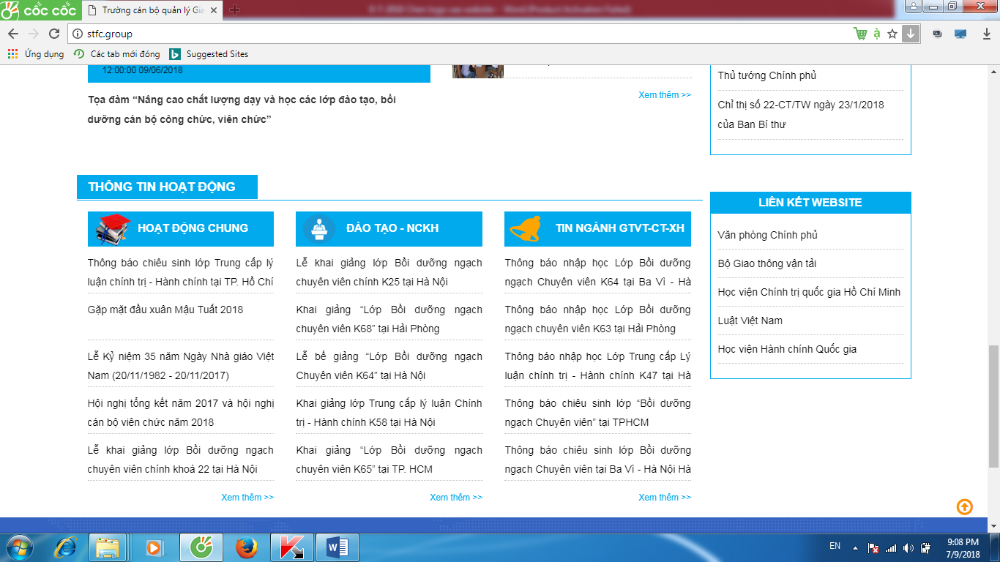 cốc cốc
Trường cán bộ quản lý Gia
stfc.group
Ứng dụng
Các tab mới đóng
Suggested Sites
12:00:00 09/06/2018
Tọa đàm “Nâng cao chất lượng dạy và học các lớp đào tạo, bồi
dưỡng cán bộ công chức, viên chức”
Xem thêm >>
Thủ tướng Chính phủ
Chỉ thị số 22-CT/TW ngày 23/1/2018
của Ban Bí thư
THÔNG TIN HOẠT ĐỘNG
HOẠT ĐỘNG CHUNG
Thông báo chiêu sinh lớp Trung cấp lý
luận chính trị - Hành chính tại TP. Hồ Chí
Gặp mặt đầu xuân Mậu Tuất 2018
Lễ Kỷ niệm 35 năm Ngày Nhà giáo Việt
Nam (20/11/1982 - 20/11/2017)
Hội nghị tổng kết năm 2017 và hội nghị
cán bộ viên chức năm 2018
Lễ khai giảng lớp Bồi dưỡng ngạch
chuyên viên chính khoá 22 tại Hà Nội
Xem thêm >>
ĐÀO TẠO - NCKH
Lễ khai giảng lớp Bồi dưỡng ngạch
chuyên viên chính K25 tại Hà Nội
Khai giảng “Lớp Bồi dưỡng ngạch
chuyên viên K68” tại Hải Phòng
Lễ bế giảng “Lớp Bồi dưỡng ngạch
Chuyên viên K64” tại Hà Nội
Khai giảng lớp Trung cấp lý luận Chính
trị - Hành chính K58 tại Hà Nội
Khai giảng “Lớp Bồi dưỡng ngạch
chuyên viên K65” tại TP. HCM
Xem thêm >>
TIN NGÀNH GTVT-CT-XH
Thông báo nhập học Lớp Bồi dưỡng
ngạch Chuyên viên K64 tại Ba Vì - Hà
Thông báo nhập học Lớp Bồi dưỡng
ngạch chuyên viên K63 tại Hải Phòng
Thông báo nhập học Lớp Trung cấp Lý
luận chính trị - Hành chính K47 tại Hà
Thông báo chiêu sinh lớp “Bồi dưỡng
ngạch Chuyên viên” tại TPHCM
Thông báo chiêu sinh lớp Bồi dưỡng
ngạch Chuyên viên tại Ba Vì - Hà Nội Hà
Xem thêm >>
LIÊN KẾT WEBSITE
Văn phòng Chính phủ
Bộ Giao thông vận tải
Học viện Chính trị quốc gia Hồ Chí Minh
Luật Việt Nam
Học viện Hành chính Quốc gia
EN
9:08 PM
7/9/2018